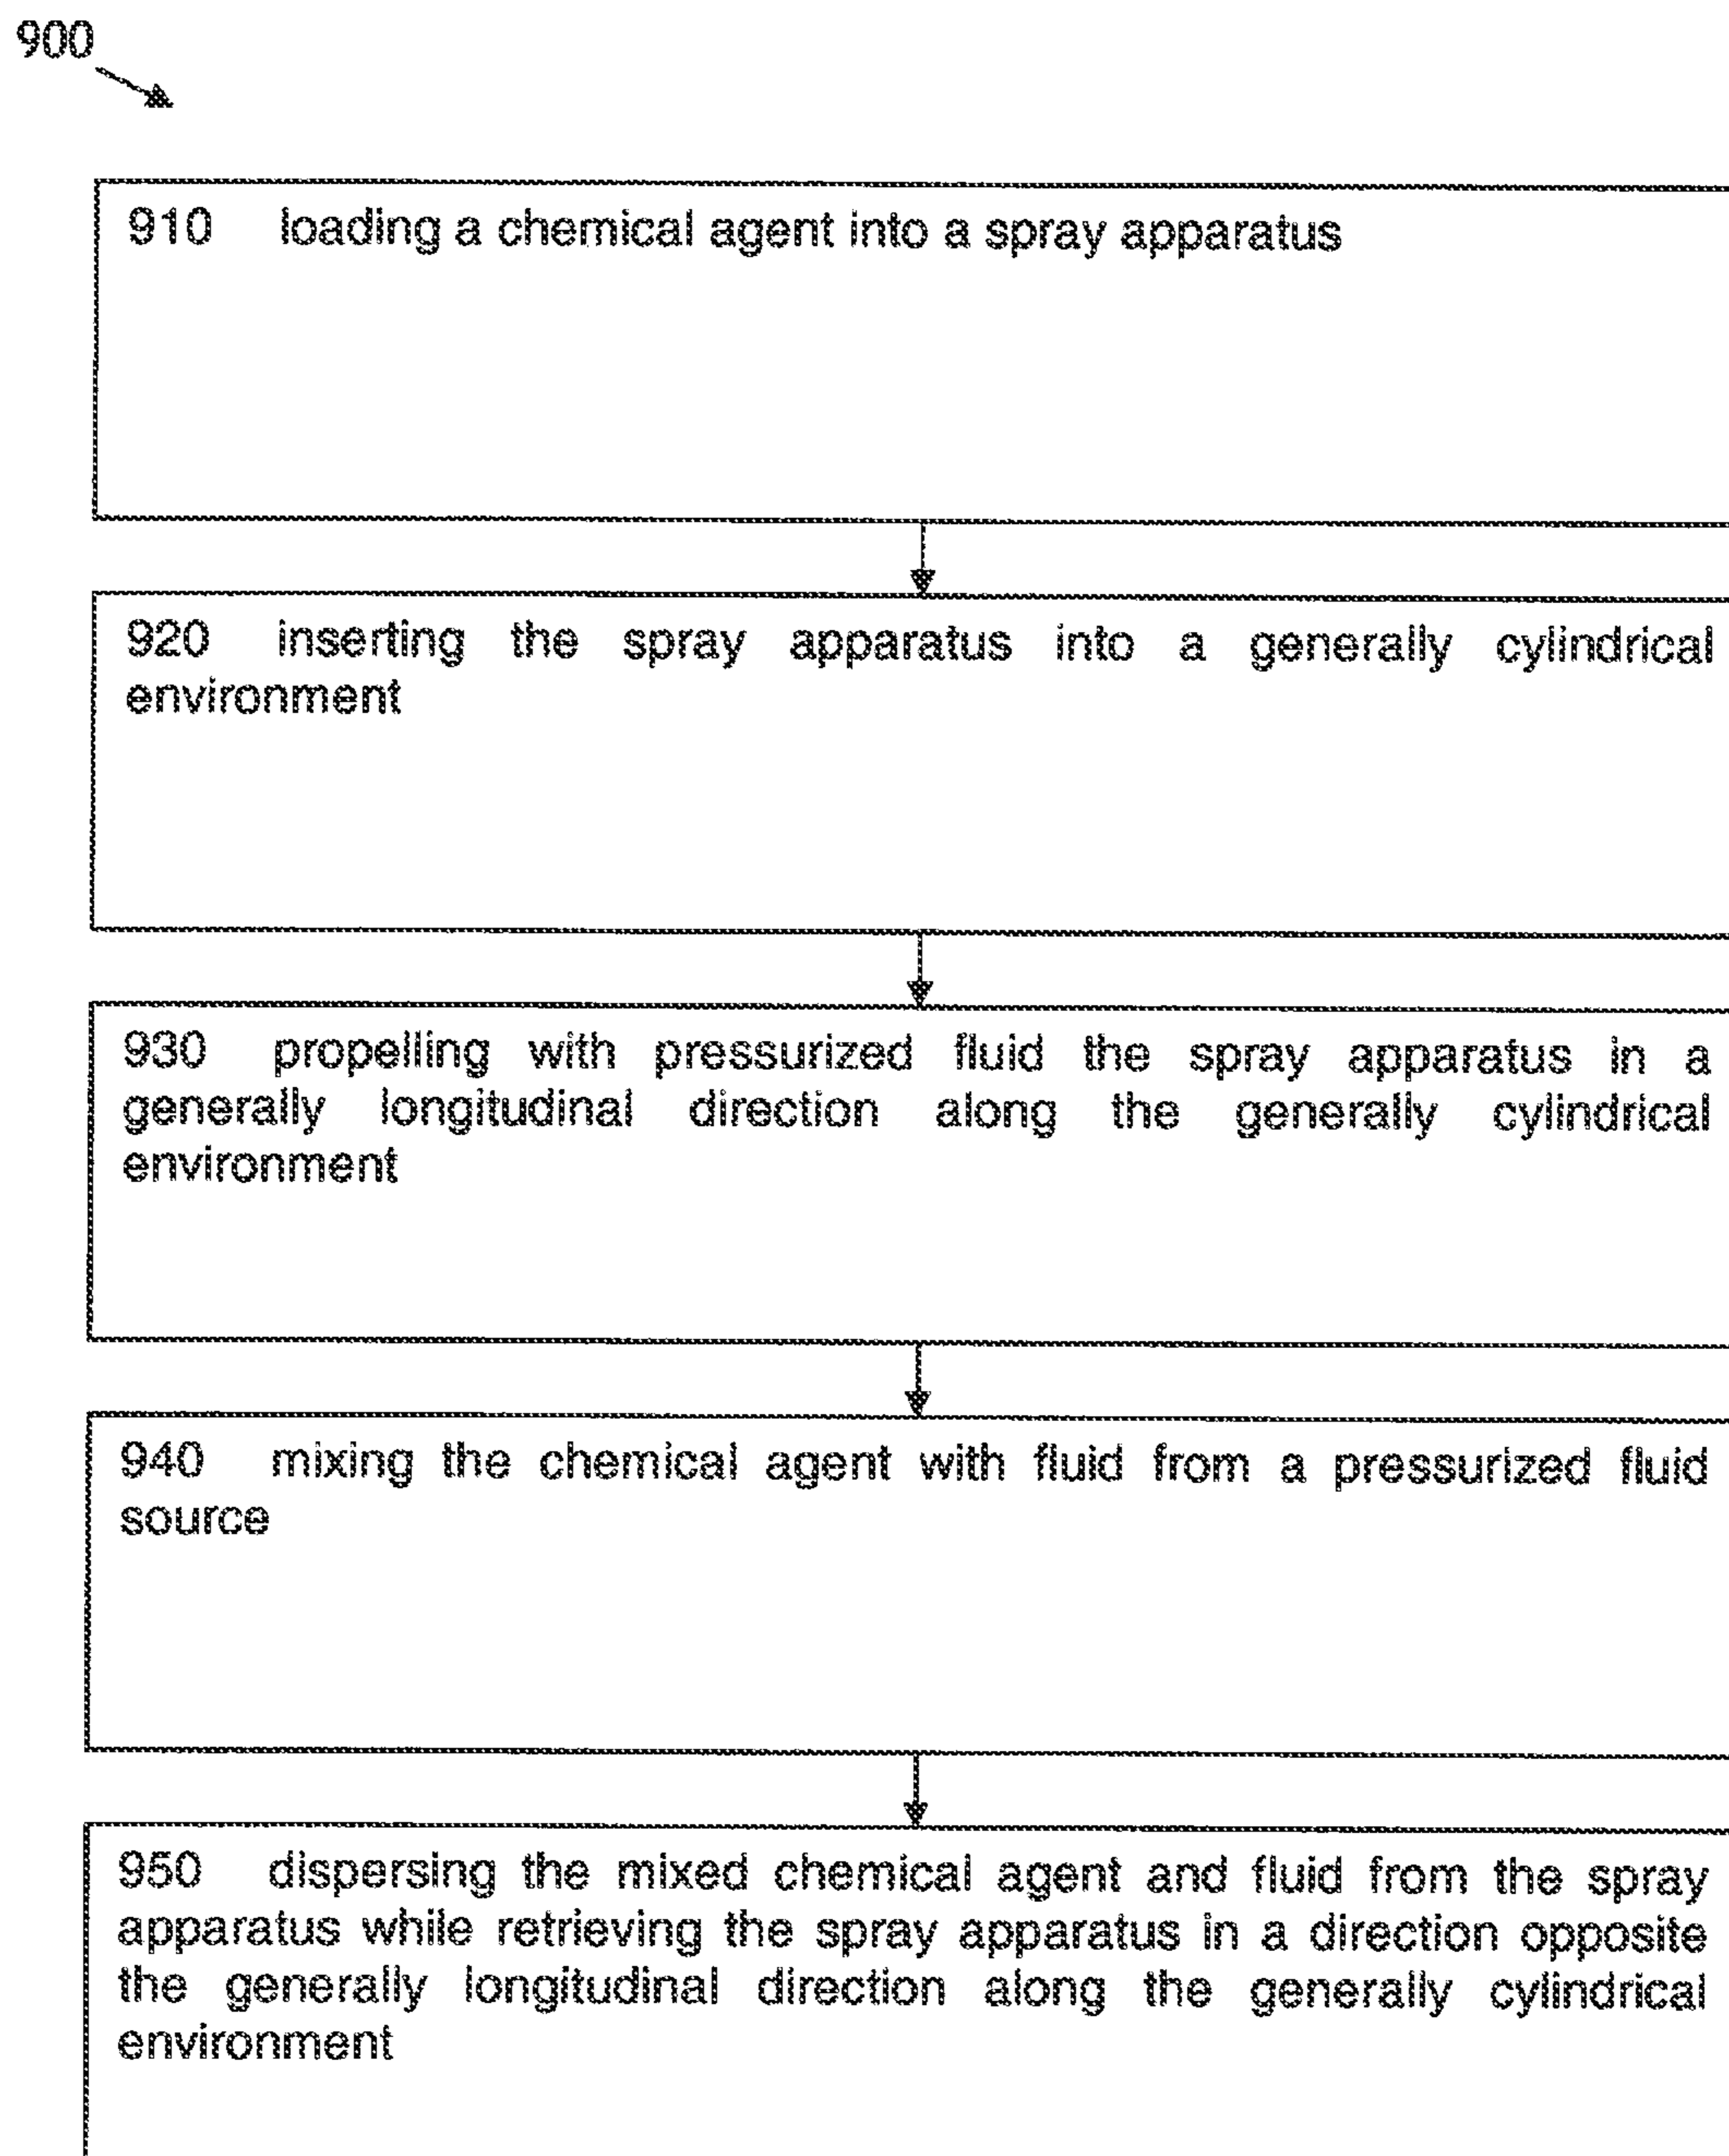 900
910 loading a chemical agent into a spray apparatus
920 inserting the spray apparatus into a generally cylindrical
environment
930 propelling with pressurized fluid the spray apparatus in a
generally longitudinal direction along the generally cylindrical
environment
940 mixing the chemical agent with fluid from a pressurized fluid
source
950 dispersing the mixed chemical agent and fluid from the spray
apparatus while retrieving the spray apparatus in a direction opposite
the generally longitudinal direction along the generally cylindrical
environment